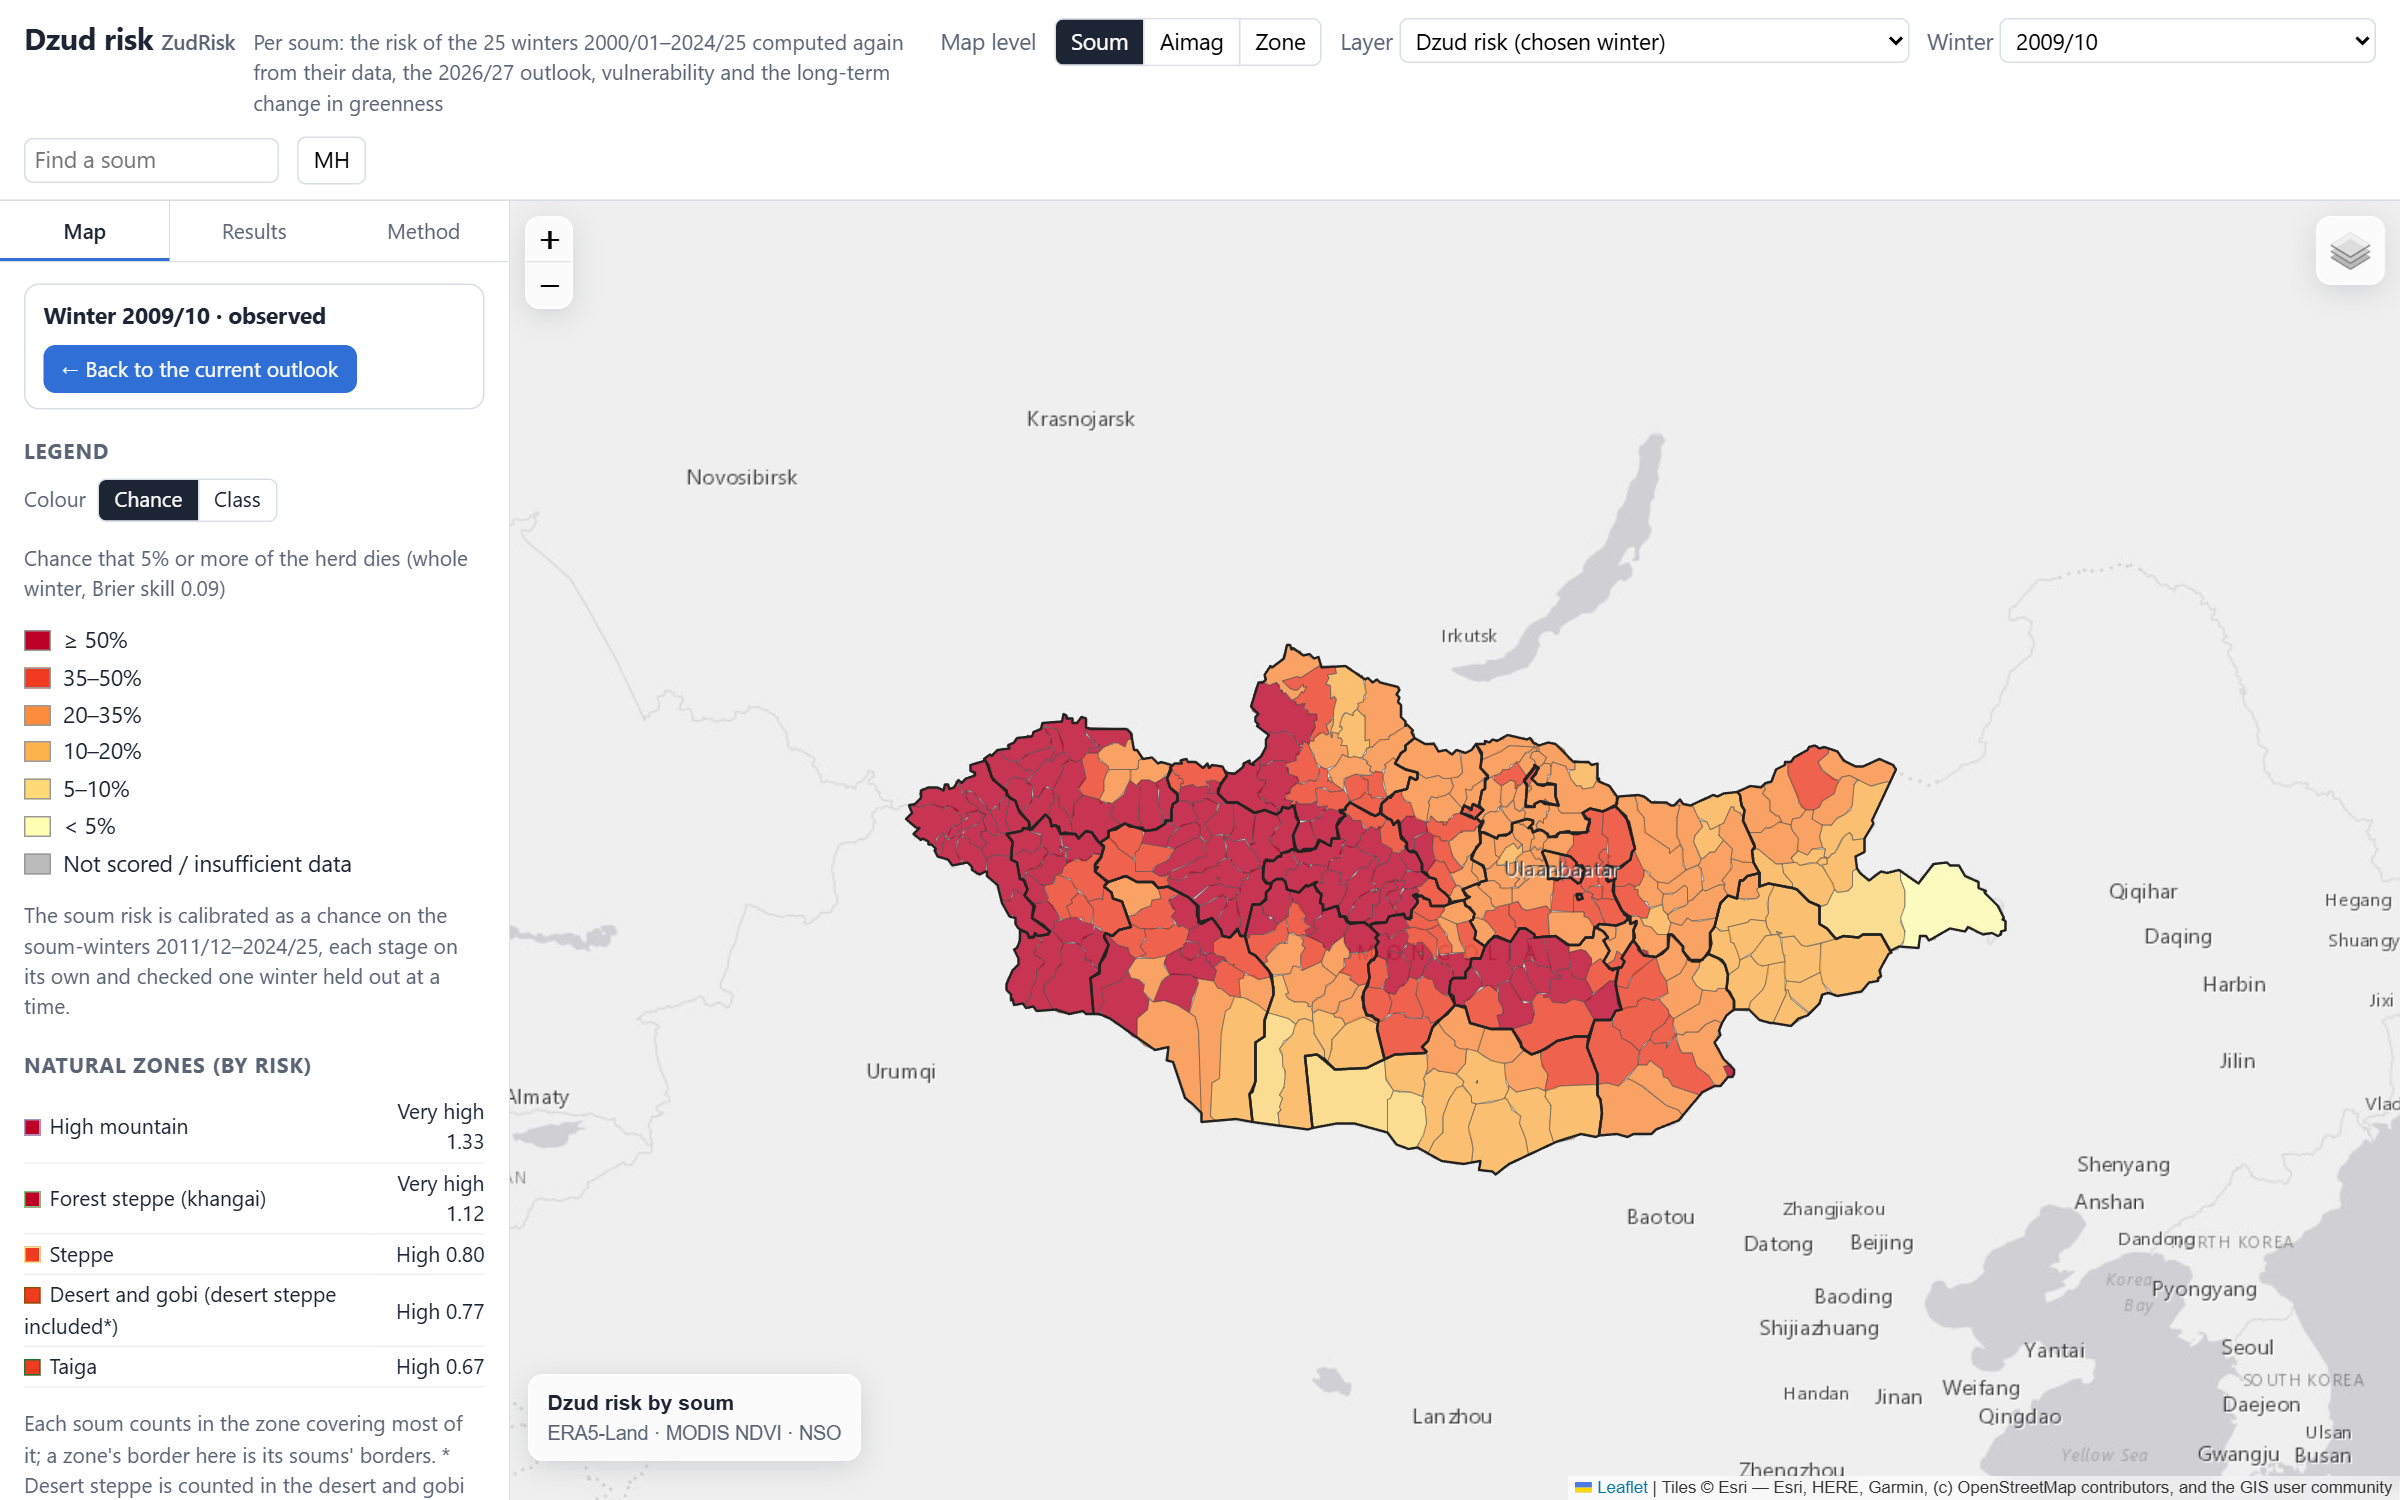 Dzud risk ZudRisk
Per soum: the risk of the 25 winters 2000/01–2024/25 computed again
from their data, the 2026/27 outlook, vulnerability and the long-term
change in greenness
Map level Soum Aimag Zone
Layer Dzud risk (chosen winter)
Winter 2009/10
Find a soum
MH
Map Results Method
Winter 2009/10 · observed
← Back to the current outlook
LEGEND
Colour Chance Class
Chance that 5% or more of the herd dies (whole
winter, Brier skill 0.09)
≥ 50%
35–50%
20–35%
10–20%
5–10%
< 5%
Not scored / insufficient data
The soum risk is calibrated as a chance on the
soum-winters 2011/12–2024/25, each stage on
its own and checked one winter held out at a
time.
NATURAL ZONES (BY RISK)
High mountain Very high
1.33
Forest steppe (khangai) Very high
1.12
Steppe High 0.80
Desert and gobi (desert steppe
included*) High 0.77
Taiga High 0.67
Each soum counts in the zone covering most of
it; a zone's border here is its soums' borders. *
Desert steppe is counted in the desert and gobi
+
−
Krasnojarsk
Novosibirsk
Irkutsk
Ulaanbaatar
MONGOLIA
Qiqihar
Hegang
Daqing
Shuangy
Harbin
Jixi
Jilin
Urumqi
Almaty
AN
Vlad
Shenyang
Anshan
Baotou
Zhangjiakou
Datong
Beijing
Dandong
RTH KOREA
Korea
Bay
Pyongyang
Baoding
Shijiazhuang
Yantai
Seoul
SOUTH KOREA
Handan
Jinan
Weifang
Daejeon
Lanzhou
Qingdao
Ulsan
Yellow Sea
Gwangju
Busan
Zhengzhou
Dzud risk by soum
ERA5-Land · MODIS NDVI · NSO
Leaflet | Tiles © Esri — Esri, HERE, Garmin, (c) OpenStreetMap contributors, and the GIS user community